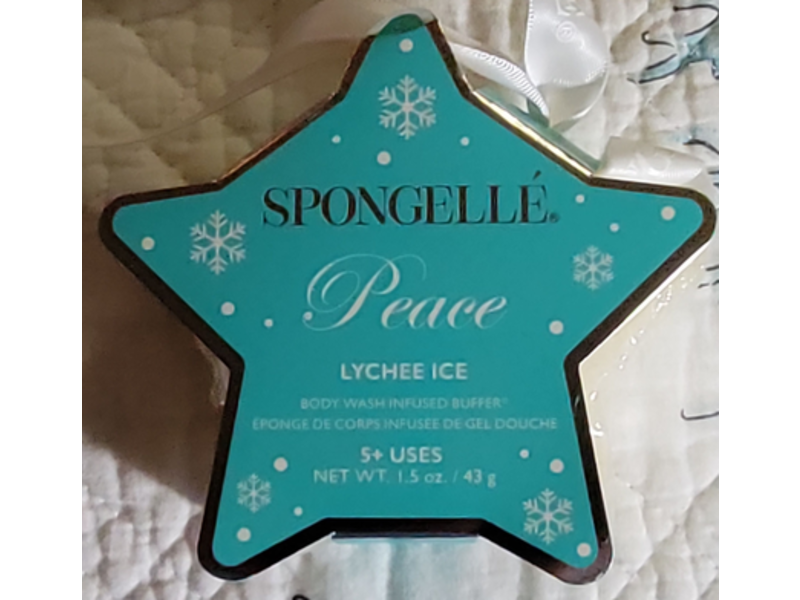 SPONGELLÉ®
Peace
LYCHEE ICE
BODY WASH INFUSED BUFFER®
ÉPONGE DE CORPS INFUSÉE DE GEL DOUCHE
5+ USES
NET WT. 1.5 oz. / 43 g